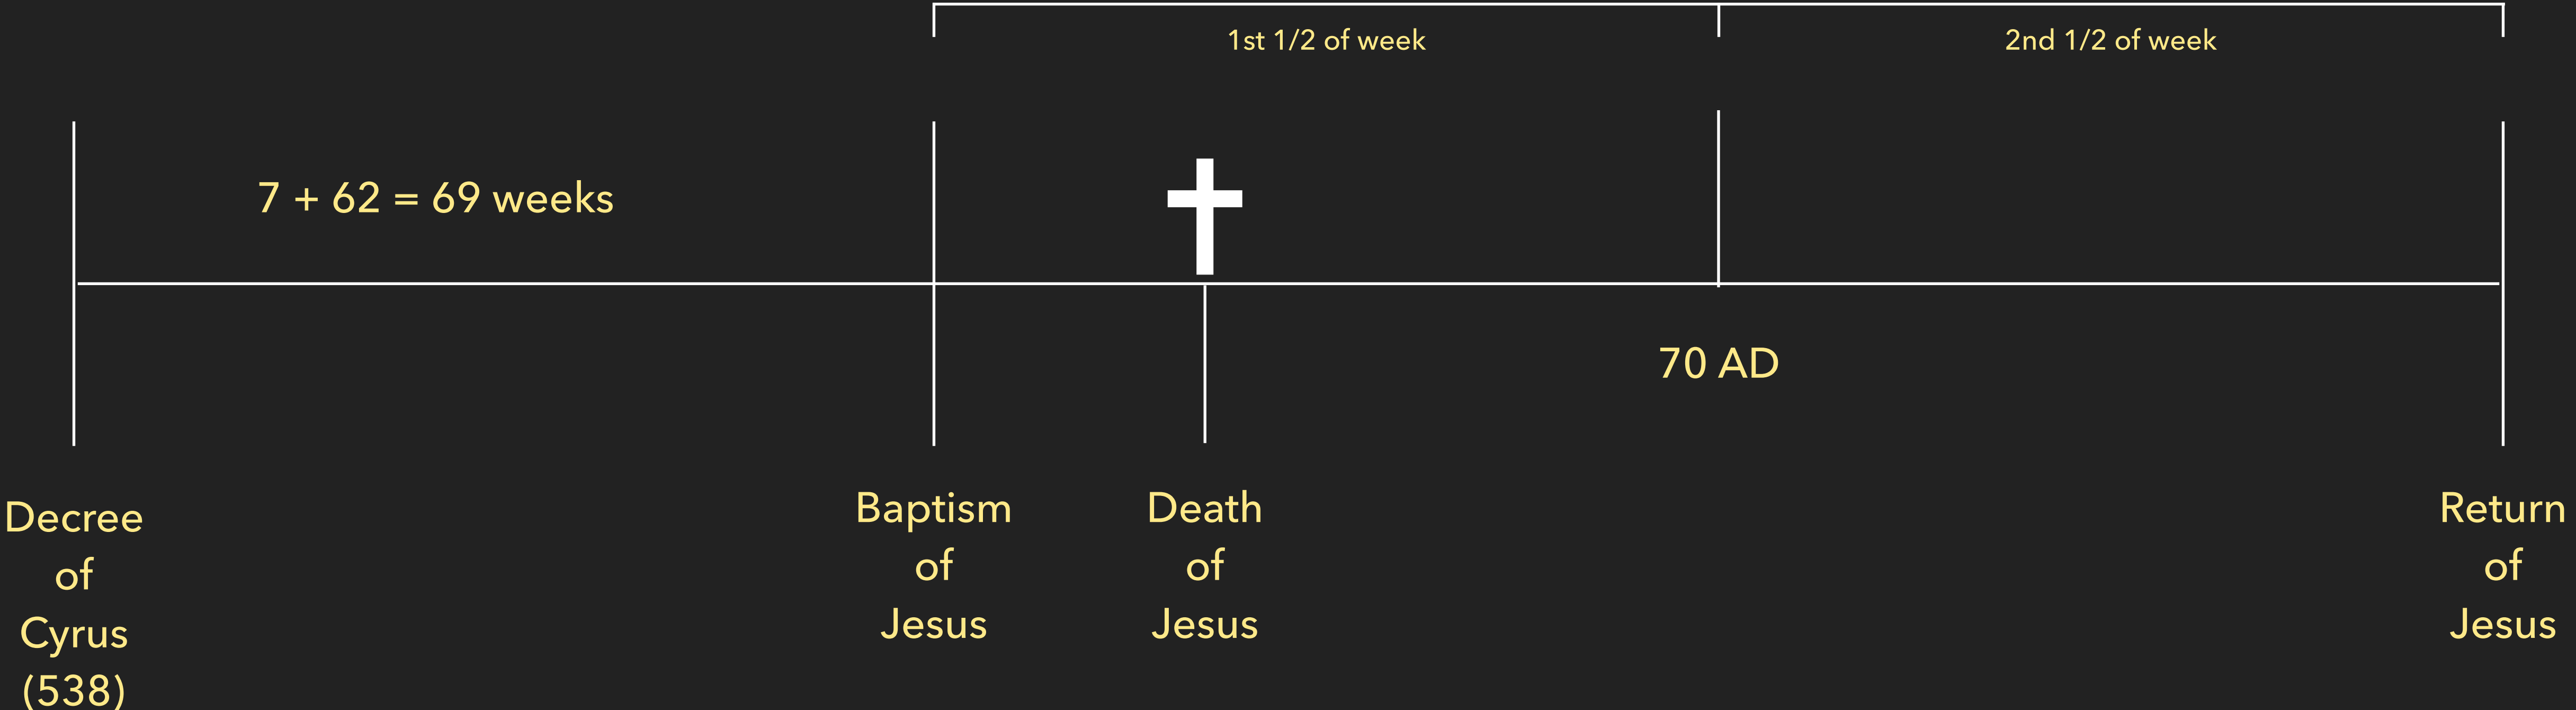 1st 1/2 of week
2nd 1/2 of week
7 + 62 = 69 weeks
70 AD
Decree
of
Cyrus
(538)
Baptism
of
Jesus
Death
of
Jesus
Return
of
Jesus